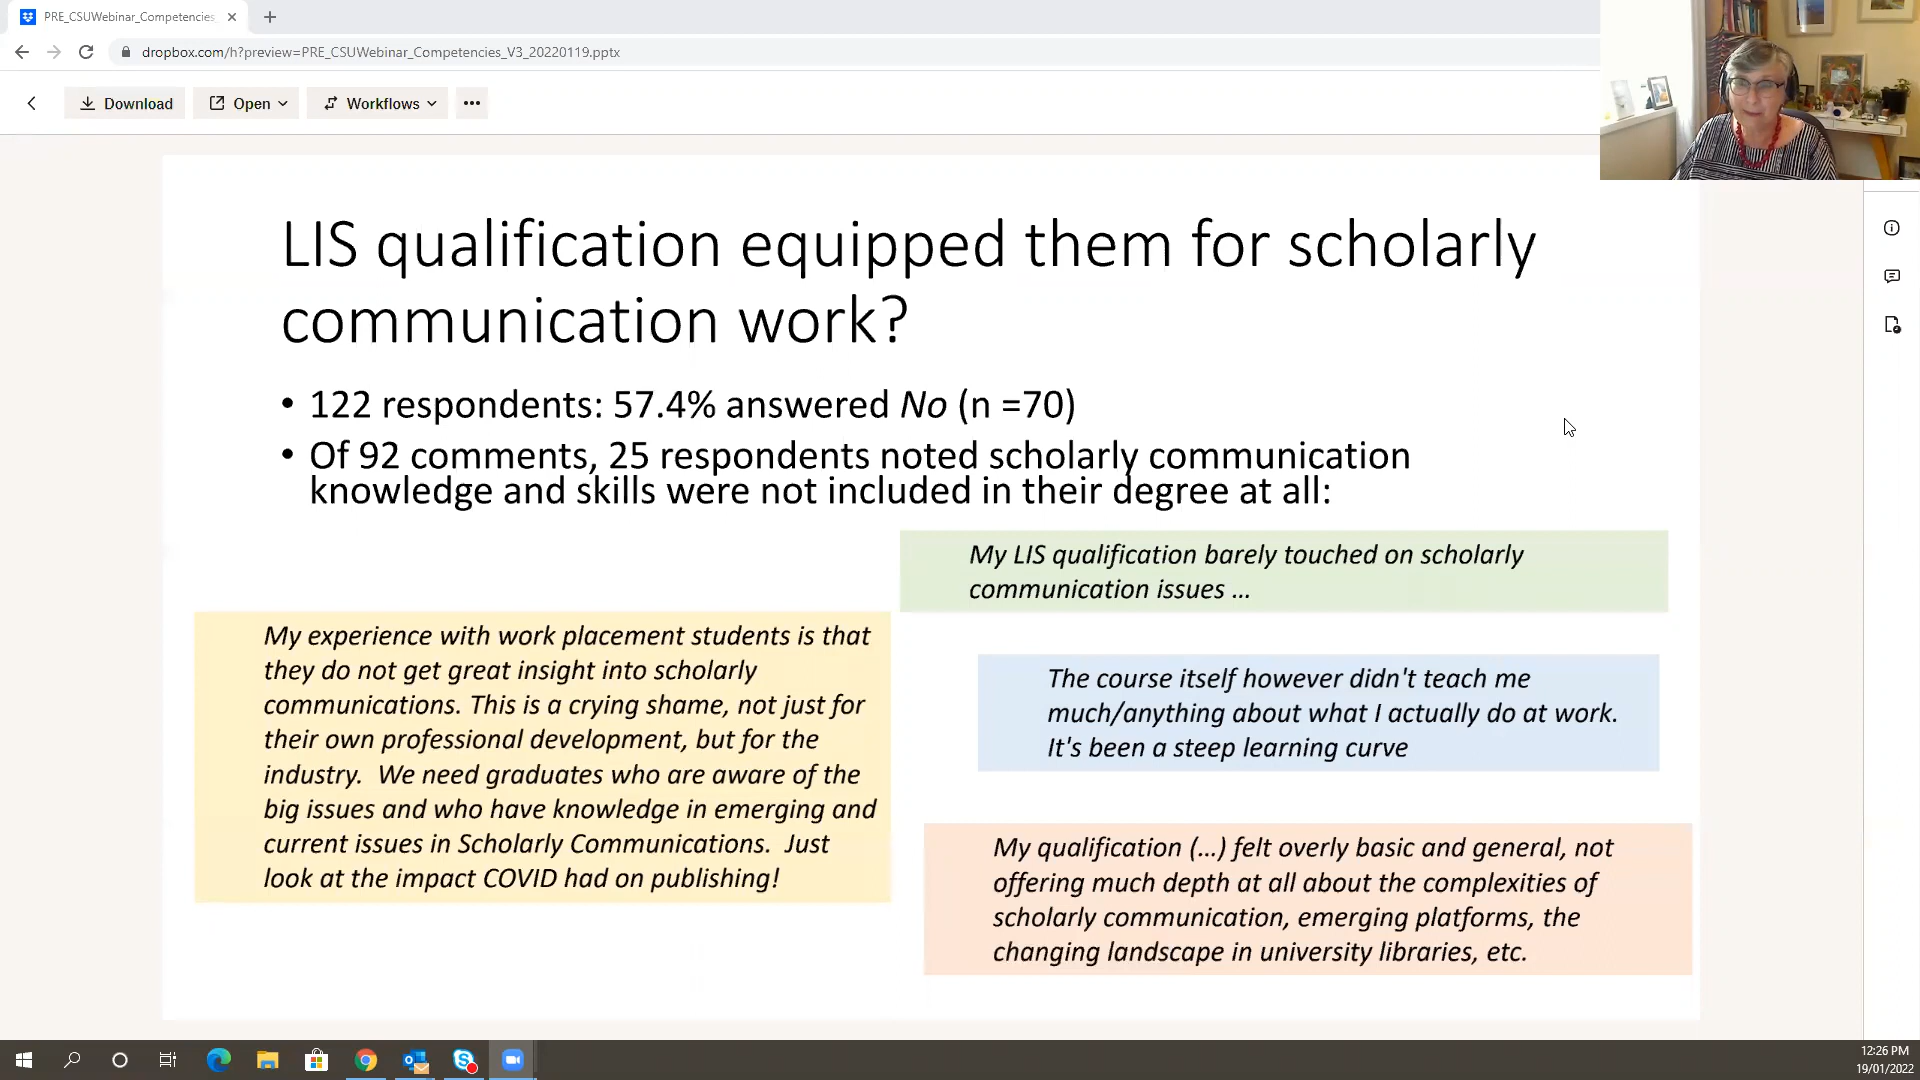 PRE_CSUWebinar_Competencies
dropbox.com/h?preview=PRE_CSUWebinar_Competencies_V3_20220119.pptx
Download
Open
Workflows
LIS qualification equipped them for scholarly
communication work?
• 122 respondents: 57.4% answered No (n =70)
• Of 92 comments, 25 respondents noted scholarly communication
knowledge and skills were not included in their degree at all:
My LIS qualification barely touched on scholarly
communication issues ...
My experience with work placement students is that
they do not get great insight into scholarly
communications. This is a crying shame, not just for
their own professional development, but for the
industry.  We need graduates who are aware of the
big issues and who have knowledge in emerging and
current issues in Scholarly Communications.  Just
look at the impact COVID had on publishing!
The course itself however didn't teach me
much/anything about what I actually do at work.
It's been a steep learning curve
My qualification (...) felt overly basic and general, not
offering much depth at all about the complexities of
scholarly communication, emerging platforms, the
changing landscape in university libraries, etc.
12:26 PM
19/01/2022